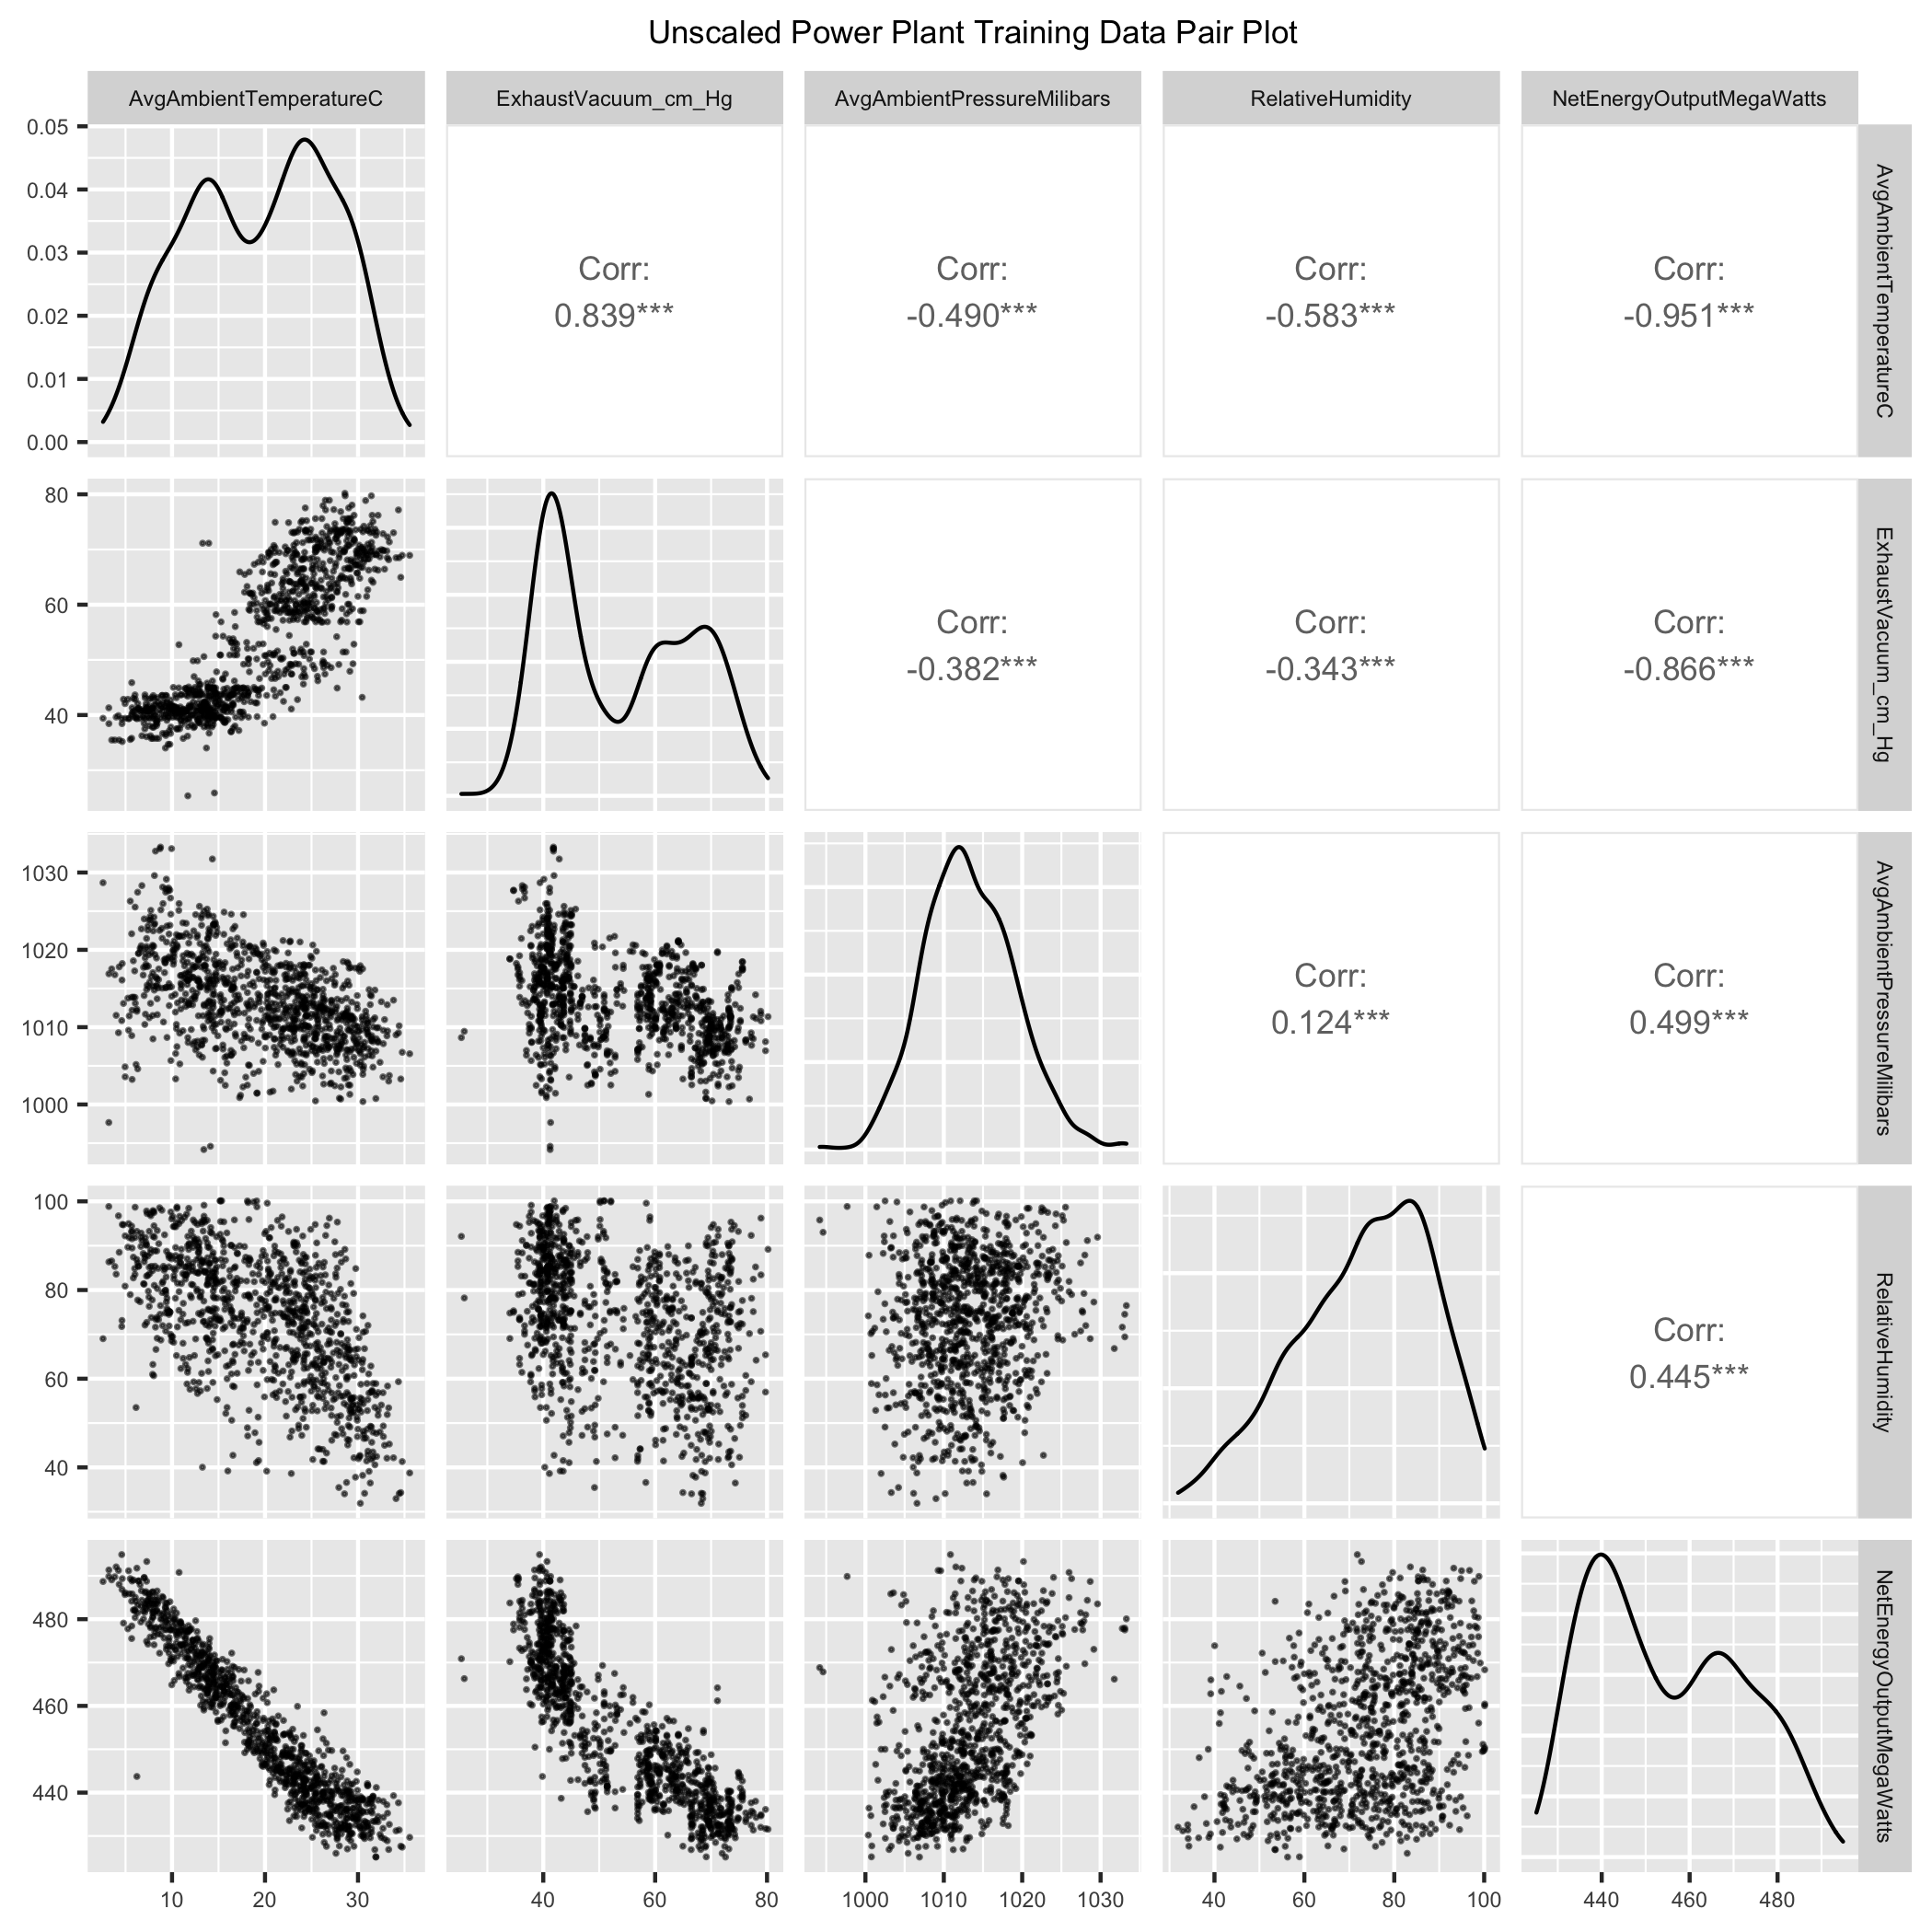 Unscaled Power Plant Training Data Pair Plot
AvgAmbientTemperatureC
ExhaustVacuum_cm_Hg
AvgAmbientPressureMilibars
RelativeHumidity
NetEnergyOutputMegaWatts
0.05
0.04
0.03
0.02
0.01
0.00
Corr:
0.839***
Corr:
-0.490***
Corr:
-0.583***
Corr:
-0.951***
AvgAmbientTemperatureC
80
60
40
Corr:
-0.382***
Corr:
-0.343***
Corr:
-0.866***
ExhaustVacuum_cm_Hg
1030
1020
1010
1000
Corr:
0.124***
Corr:
0.499***
AvgAmbientPressureMilibars
100
80
60
40
Corr:
0.445***
RelativeHumidity
480
460
440
NetEnergyOutputMegaWatts
10 20 30
40 60 80
1000 1010 1020 1030
40 60 80 100
440 460 480